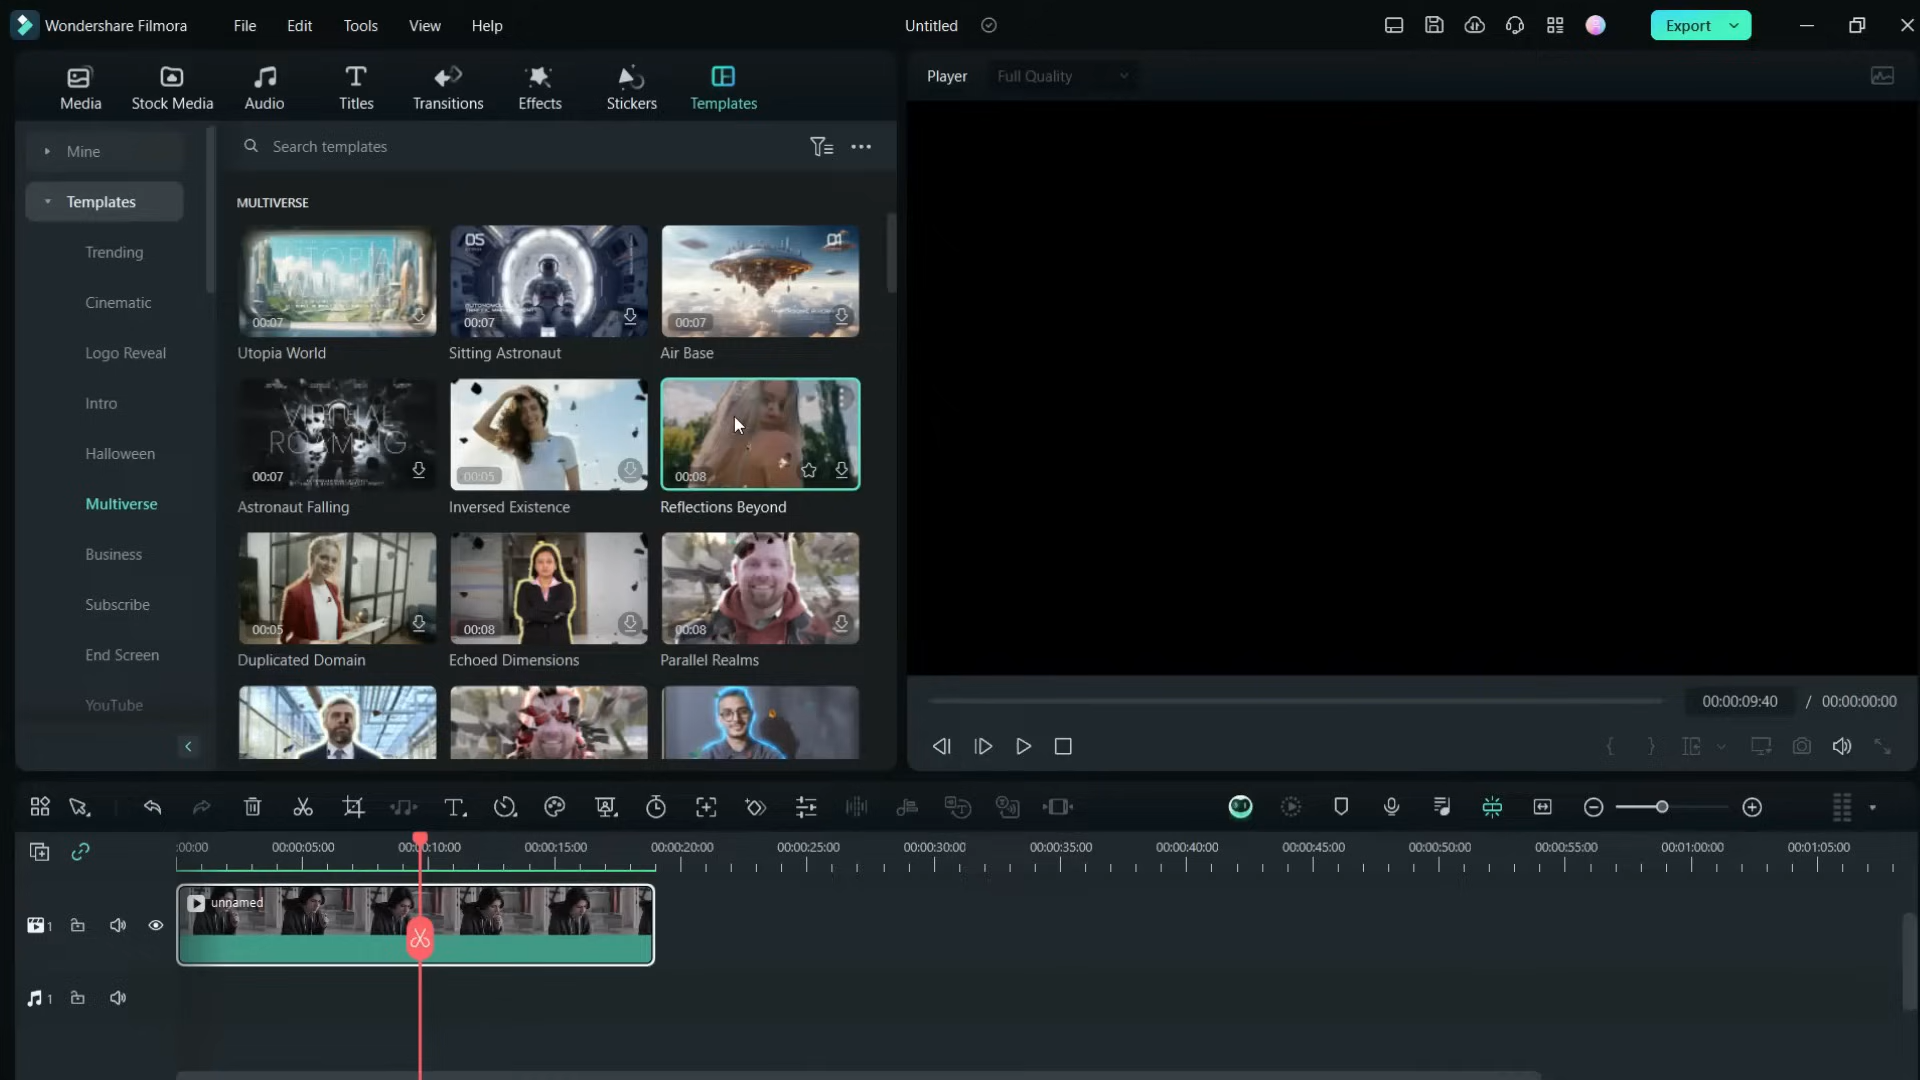 Wondershare Filmora File Edit Tools View Help Untitled Export
Media Stock Media Audio Titles Transitions Effects Stickers Templates
Player Full Quality
Mine
Search templates
Templates
Trending
Cinematic
Logo Reveal
Intro
Halloween
Multiverse
Business
Subscribe
End Screen
YouTube
MULTIVERSE
UTOPIA
00:07
05
00:07
01
00:07
Utopia World Sitting Astronaut Air Base
VIRTUAL
ROAMING
00:07 00:05 00:08
Astronaut Falling Inversed Existence Reflections Beyond
00:05 00:08 00:08
Duplicated Domain Echoed Dimensions Parallel Realms
00:00:09:40 / 00:00:00:00
:00:00 00:00:05:00 00:00:10:00 00:00:15:00 00:00:20:00 00:00:25:00 00:00:30:00 00:00:35:00 00:00:40:00 00:00:45:00 00:00:50:00 00:00:55:00 00:01:00:00 00:01:05:00
unnamed
1
1